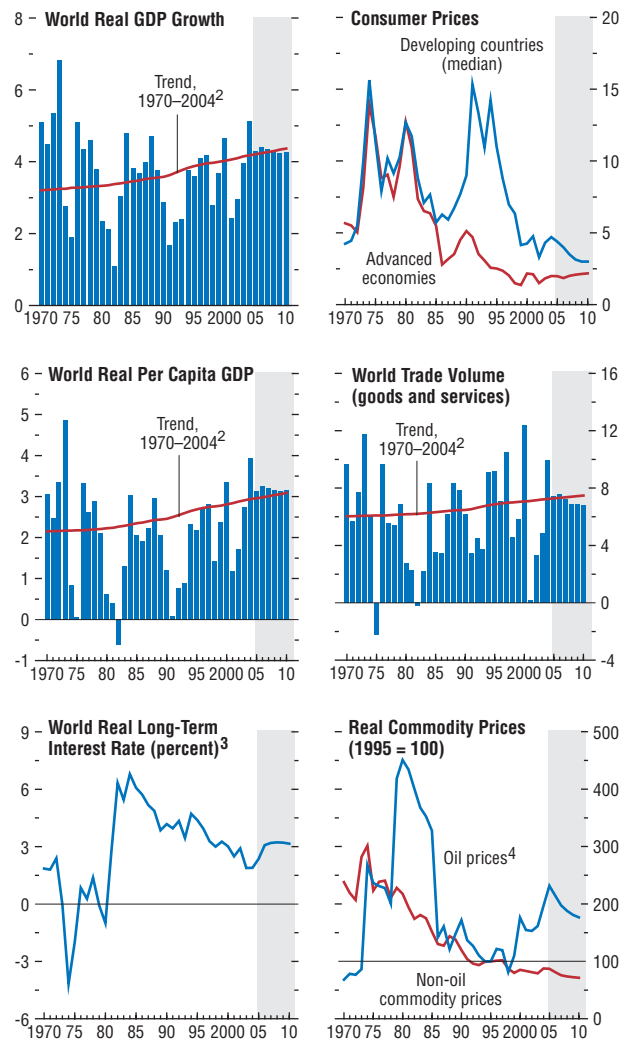 World Real GDP Growth
8
6
4
2
0
Trend,
1970–2004²
1970 75 80 85 90 95 2000 05 10
Consumer Prices
20
15
10
5
0
Developing countries
(median)
Advanced
economies
1970 75 80 85 90 95 2000 05 10
World Real Per Capita GDP
6
5
4
3
2
1
0
-1
Trend,
1970–2004²
1970 75 80 85 90 95 2000 05 10
World Trade Volume
(goods and services)
16
12
8
4
0
-4
Trend,
1970–2004²
1970 75 80 85 90 95 2000 05 10
World Real Long-Term
Interest Rate (percent)³
9
6
3
0
-3
-6
1970 75 80 85 90 95 2000 05 10
Real Commodity Prices
(1995 = 100)
500
400
300
200
100
0
Oil prices⁴
Non-oil
commodity prices
1970 75 80 85 90 95 2000 05 10